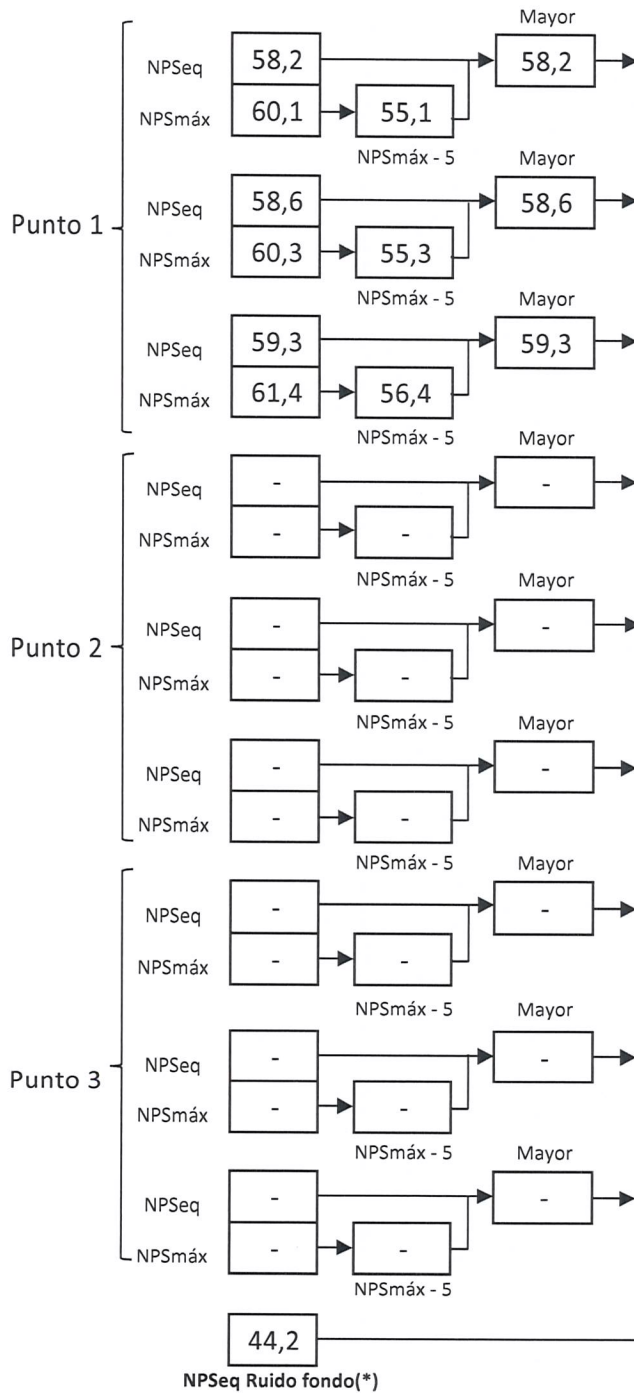 Mayor
NPSeq 58,2 58,2
NPSmáx 60,1 55,1
NPSmáx - 5
Mayor
Punto 1
NPSeq 58,6 58,6
NPSmáx 60,3 55,3
NPSmáx - 5
Mayor
NPSeq 59,3 59,3
NPSmáx 61,4 56,4
NPSmáx - 5
Mayor
NPSeq - -
NPSmáx - -
NPSmáx - 5
Mayor
Punto 2
NPSeq - -
NPSmáx - -
NPSmáx - 5
Mayor
NPSeq - -
NPSmáx - -
NPSmáx - 5
Mayor
NPSeq - -
NPSmáx - -
NPSmáx - 5
Mayor
Punto 3
NPSeq - -
NPSmáx - -
NPSmáx - 5
Mayor
NPSeq - -
NPSmáx - -
NPSmáx - 5
44,2
NPSeq Ruido fondo(*)